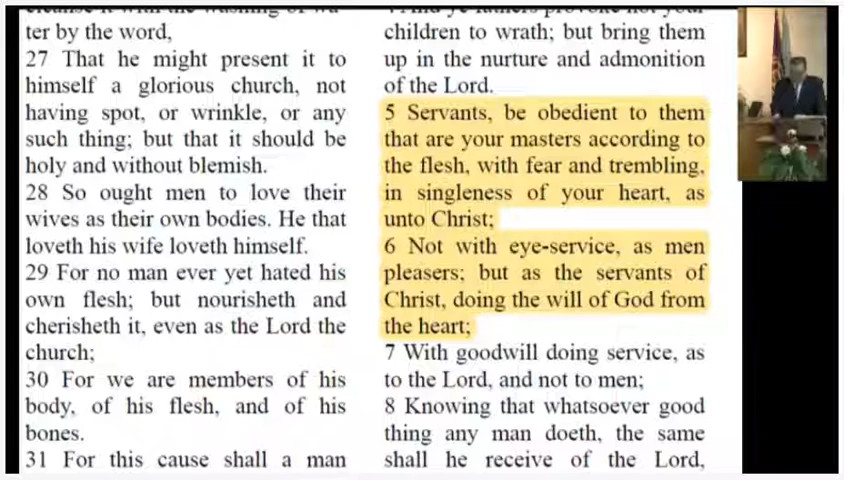 ter by the word,
27 That he might present it to
himself a glorious church, not
having spot, or wrinkle, or any
such thing; but that it should be
holy and without blemish.
28 So ought men to love their
wives as their own bodies. He that
loveth his wife loveth himself.
29 For no man ever yet hated his
own flesh; but nourisheth and
cherisheth it, even as the Lord the
church;
30 For we are members of his
body, of his flesh, and of his
bones.
31 For this cause shall a man
children to wrath; but bring them
up in the nurture and admonition
of the Lord.
5 Servants, be obedient to them
that are your masters according to
the flesh, with fear and trembling,
in singleness of your heart, as
unto Christ;
6 Not with eye-service, as men
pleasers; but as the servants of
Christ, doing the will of God from
the heart;
7 With goodwill doing service, as
to the Lord, and not to men;
8 Knowing that whatsoever good
thing any man doeth, the same
shall he receive of the Lord,